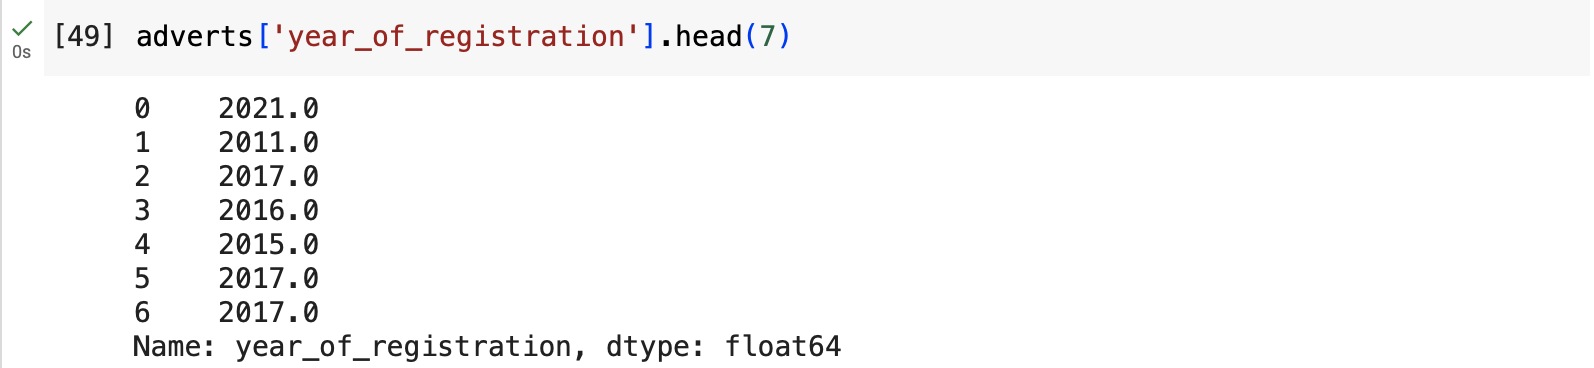 [49] adverts['year_of_registration'].head(7)
0s
0    2021.0
1    2011.0
2    2017.0
3    2016.0
4    2015.0
5    2017.0
6    2017.0
Name: year_of_registration, dtype: float64